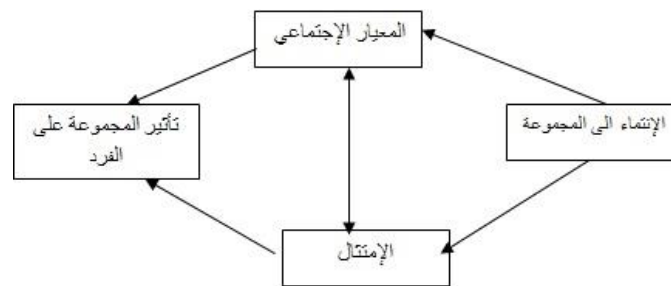 المعيار الإجتماعي
الإنتماء الى المجموعة
تأثير المجموعة على
الفرد
الإمتثال